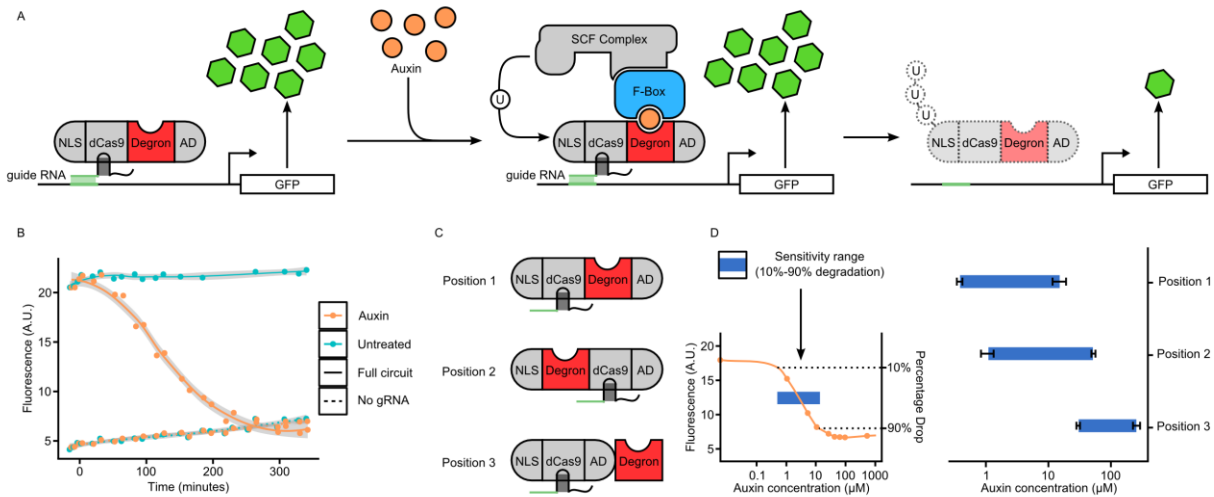 A
Auxin
SCF Complex
F-Box
U
NLS dCas9 Degron AD
guide RNA
GFP
NLS dCas9 Degron AD
guide RNA
GFP
U
U
U
NLS dCas9 Degron AD
GFP
B
Fluorescence (A.U.)
20
15
10
5
0 100 200 300
Time (minutes)
Auxin
Untreated
Full circuit
No gRNA
C
Position 1
NLS dCas9 Degron AD
Position 2
NLS Degron dCas9 AD
Position 3
NLS dCas9 AD Degron
D
Sensitivity range
(10%-90% degradation)
Fluorescence (A.U.)
20
15
10
5
0.1 1 10 100 1000
Auxin concentration (μM)
10%
90%
Percentage Drop
Position 1
Position 2
Position 3
1 10 100
Auxin concentration (μM)